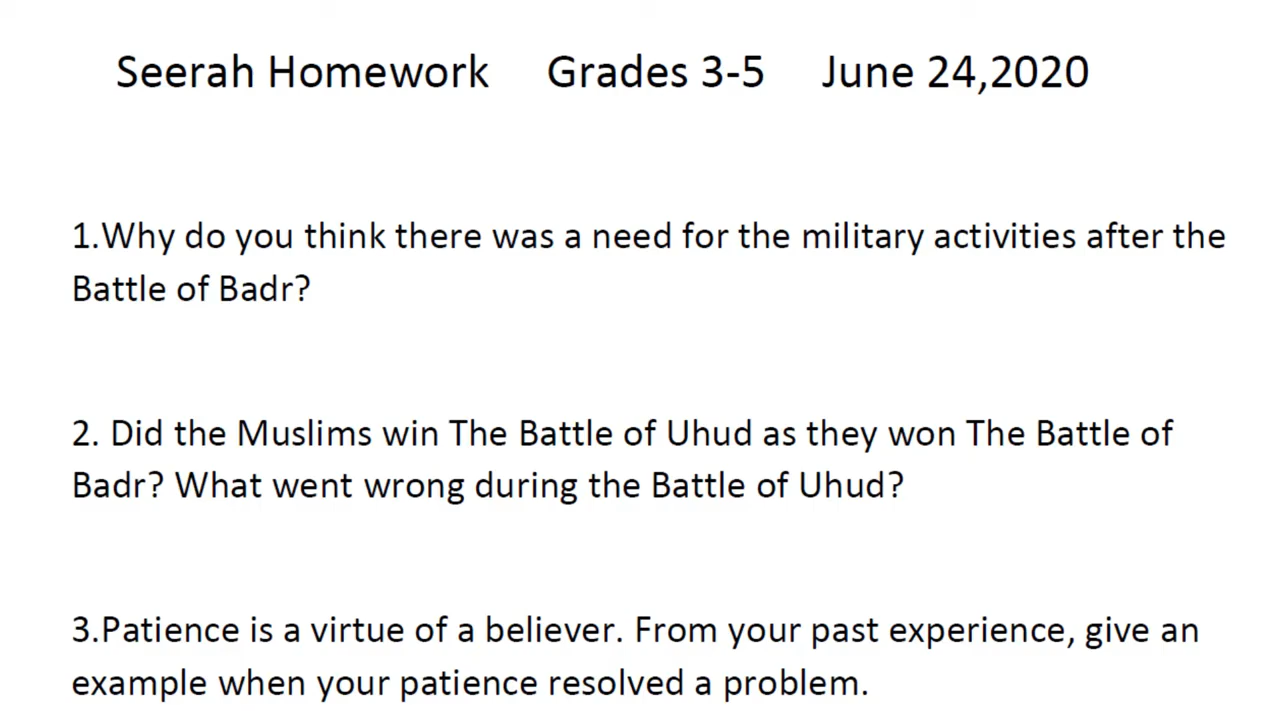 Seerah Homework Grades 3-5 June 24,2020
1.Why do you think there was a need for the military activities after the
Battle of Badr?
2. Did the Muslims win The Battle of Uhud as they won The Battle of
Badr? What went wrong during the Battle of Uhud?
3.Patience is a virtue of a believer. From your past experience, give an
example when your patience resolved a problem.